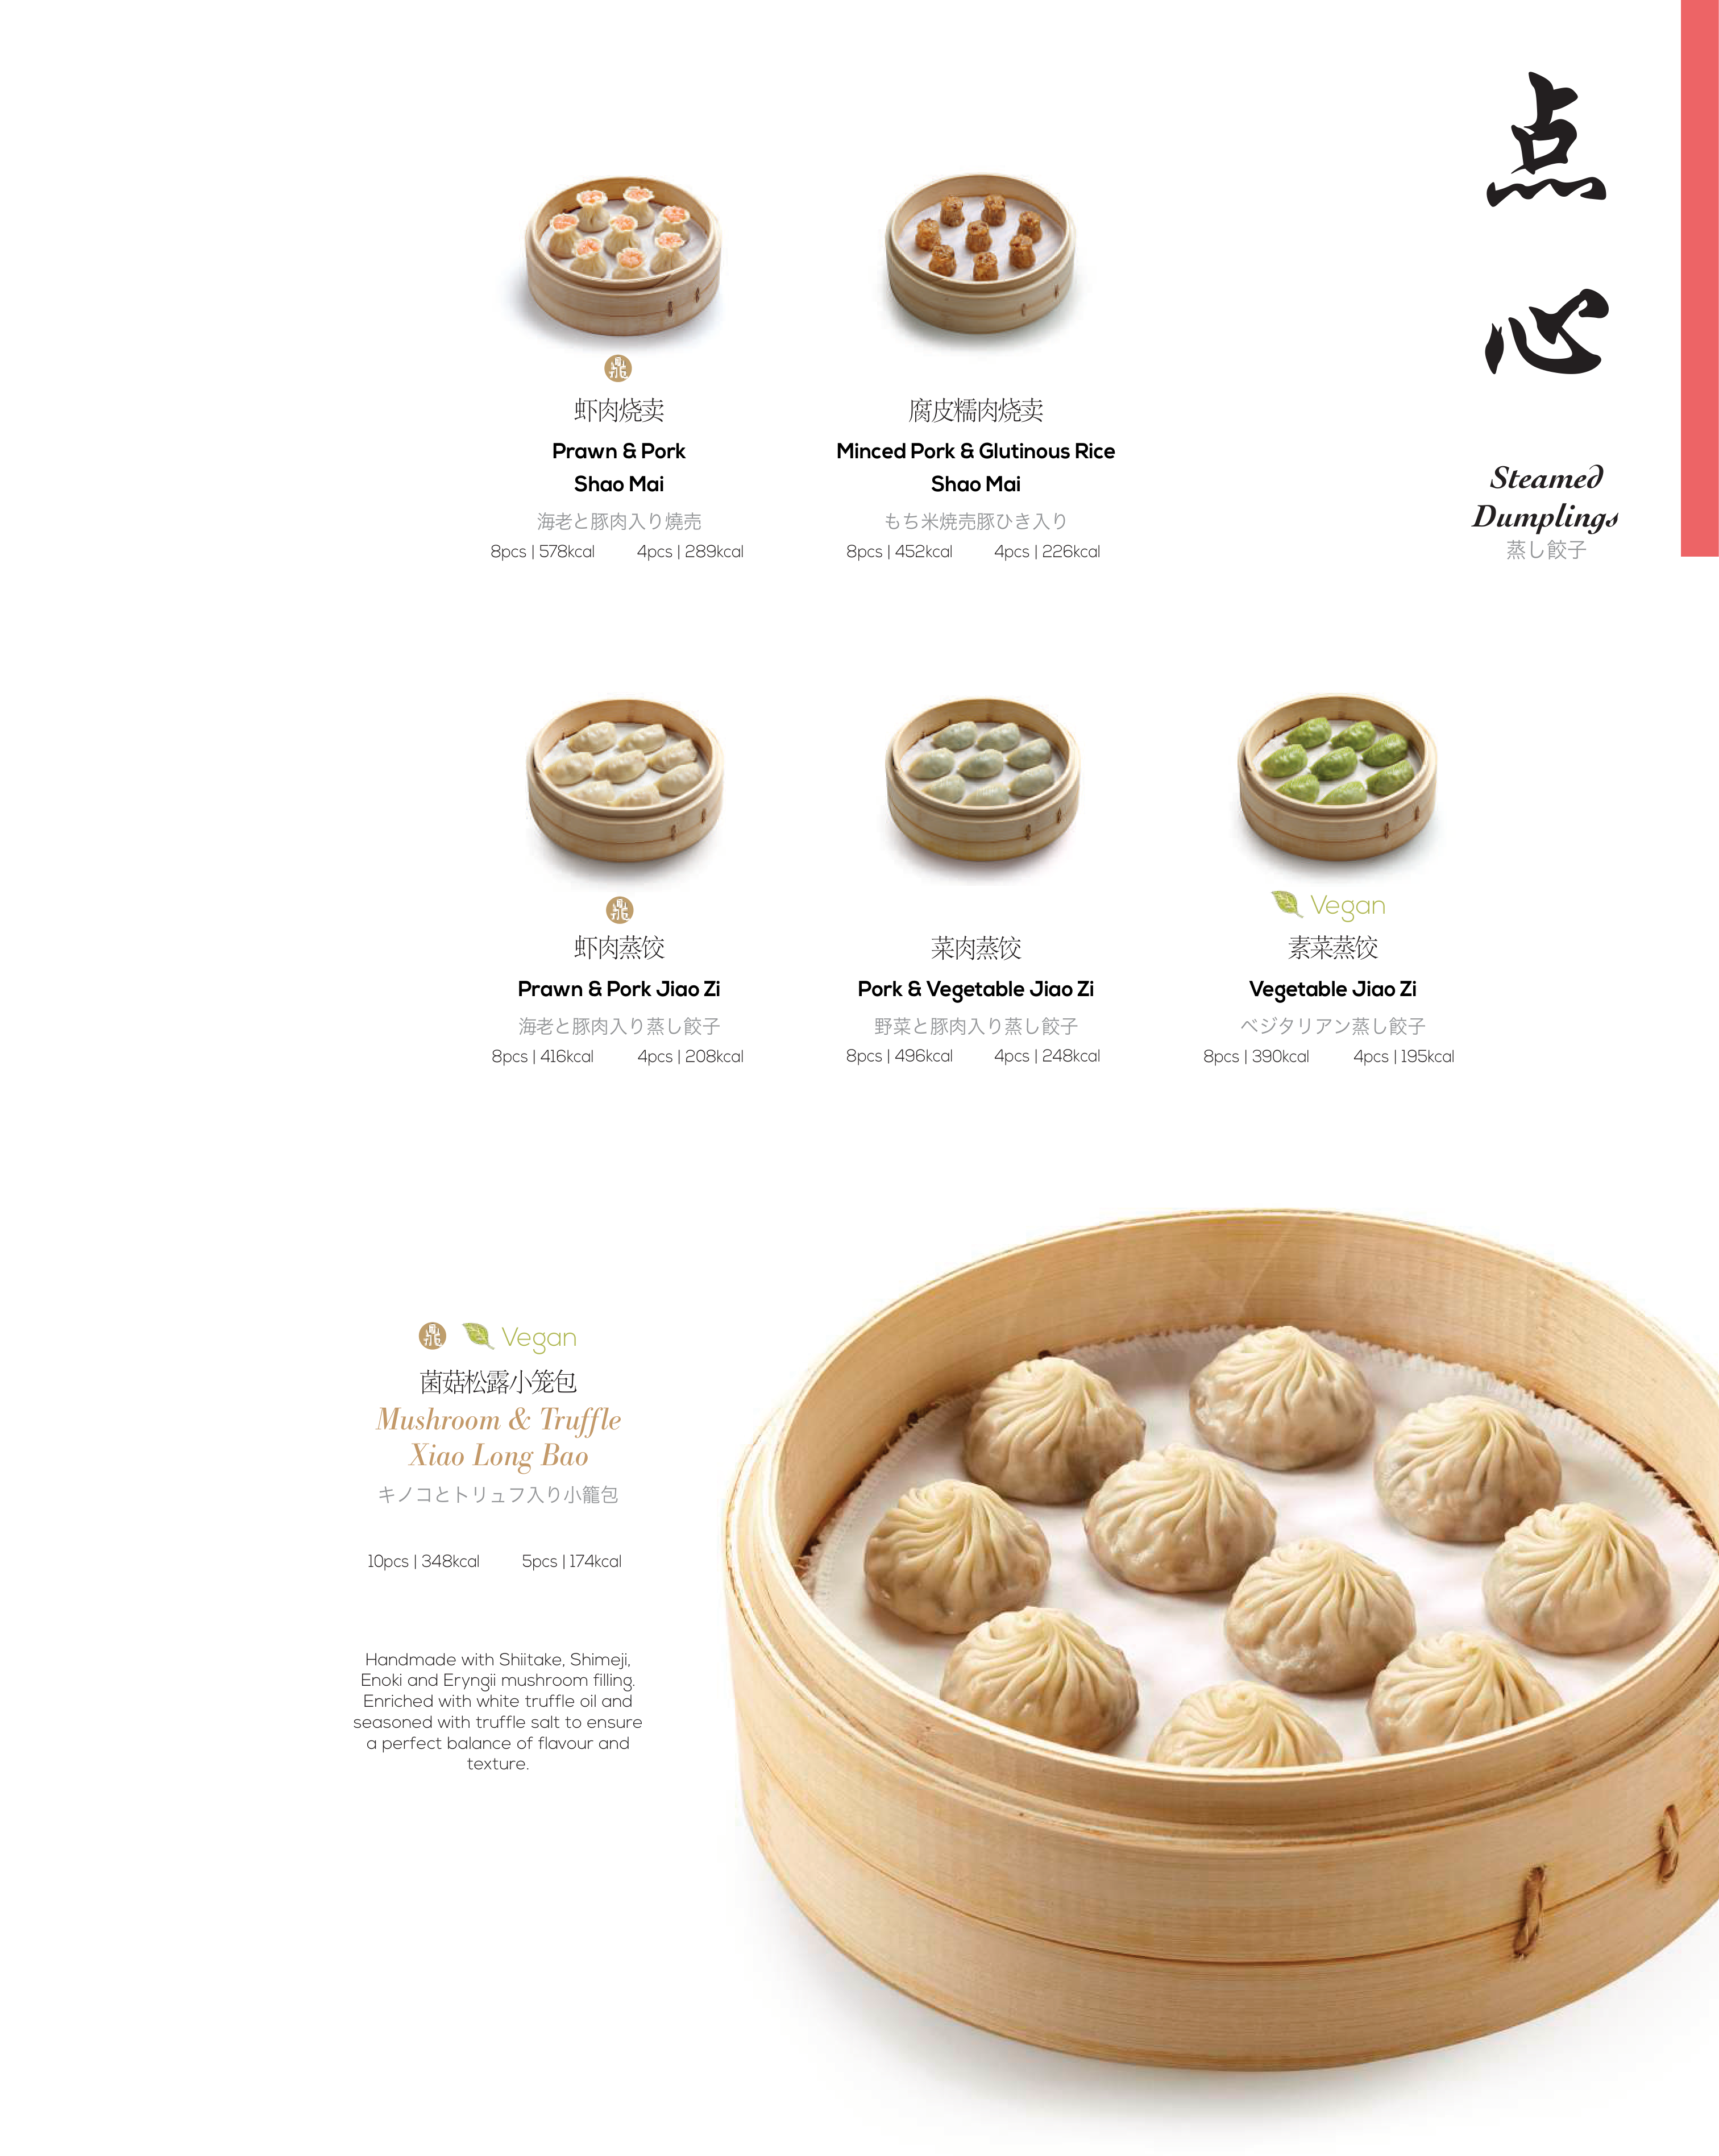 点
心
Steamed
Dumplings
蒸し餃子
虾肉烧卖
Prawn & Pork
Shao Mai
海老と豚肉入り燒売
8pcs | 578kcal 4pcs | 289kcal
腐皮糯肉烧卖
Minced Pork & Glutinous Rice
Shao Mai
もち米焼売豚ひき入り
8pcs | 452kcal 4pcs | 226kcal
虾肉蒸饺
Prawn & Pork Jiao Zi
海老と豚肉入り蒸し餃子
8pcs | 416kcal 4pcs | 208kcal
菜肉蒸饺
Pork & Vegetable Jiao Zi
野菜と豚肉入り蒸し餃子
8pcs | 496kcal 4pcs | 248kcal
Vegan
素菜蒸饺
Vegetable Jiao Zi
ベジタリアン蒸し餃子
8pcs | 390kcal 4pcs | 195kcal
Vegan
菌菇松露小笼包
Mushroom & Truffle
Xiao Long Bao
キノコとトリュフ入り小籠包
10pcs | 348kcal 5pcs | 174kcal
Handmade with Shiitake, Shimeji,
Enoki and Eryngii mushroom filling.
Enriched with white truffle oil and
seasoned with truffle salt to ensure
a perfect balance of flavour and
texture.